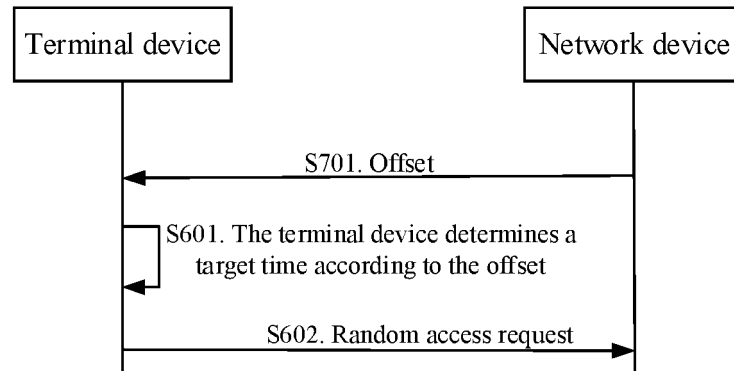 Terminal device
Network device
S701. Offset
S601. The terminal device determines a
target time according to the offset
S602. Random access request